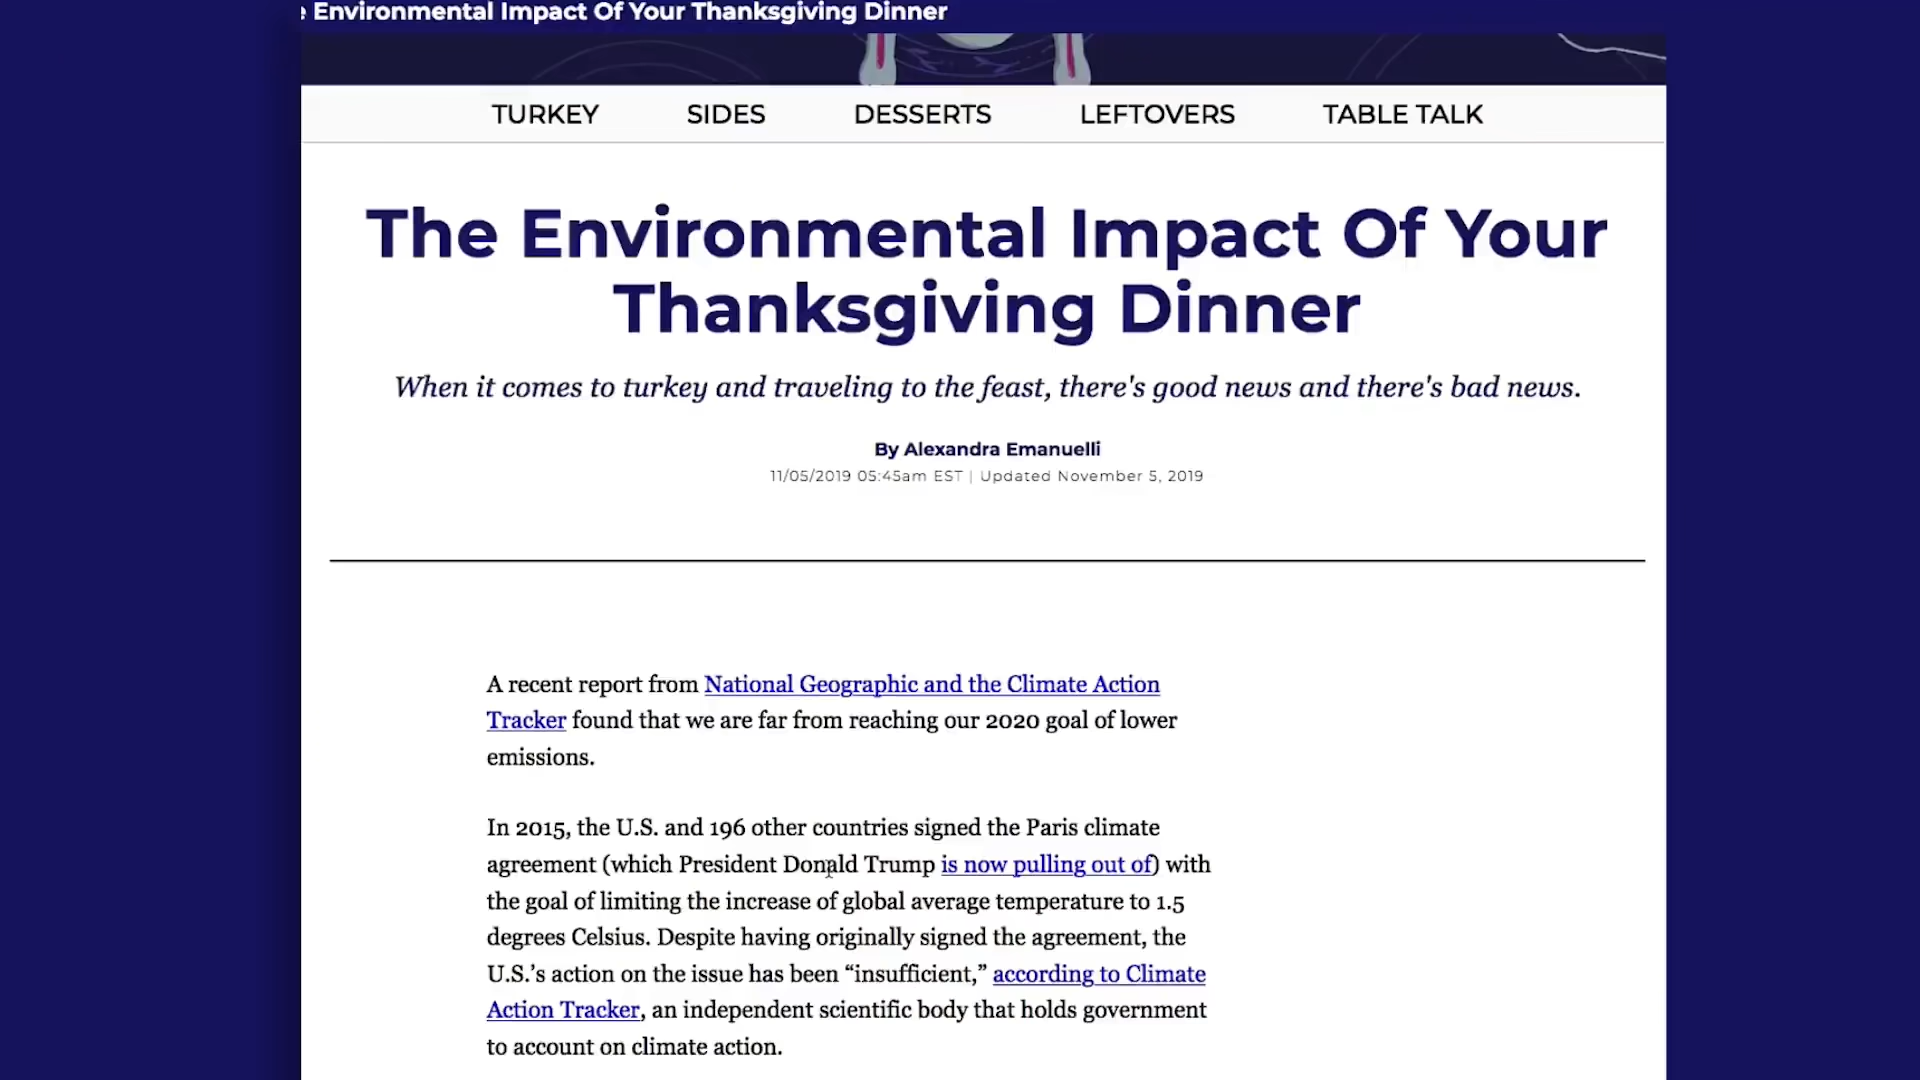 Environmental Impact Of Your Thanksgiving Dinner
TURKEY SIDES DESSERTS LEFTOVERS TABLE TALK
The Environmental Impact Of Your
Thanksgiving Dinner
When it comes to turkey and traveling to the feast, there's good news and there's bad news.
By Alexandra Emanuelli
11/05/2019 05:45am EST | Updated November 5, 2019
A recent report from National Geographic and the Climate Action
Tracker found that we are far from reaching our 2020 goal of lower
emissions.
In 2015, the U.S. and 196 other countries signed the Paris climate
agreement (which President Donald Trump is now pulling out of) with
the goal of limiting the increase of global average temperature to 1.5
degrees Celsius. Despite having originally signed the agreement, the
U.S.’s action on the issue has been “insufficient,” according to Climate
Action Tracker, an independent scientific body that holds government
to account on climate action.